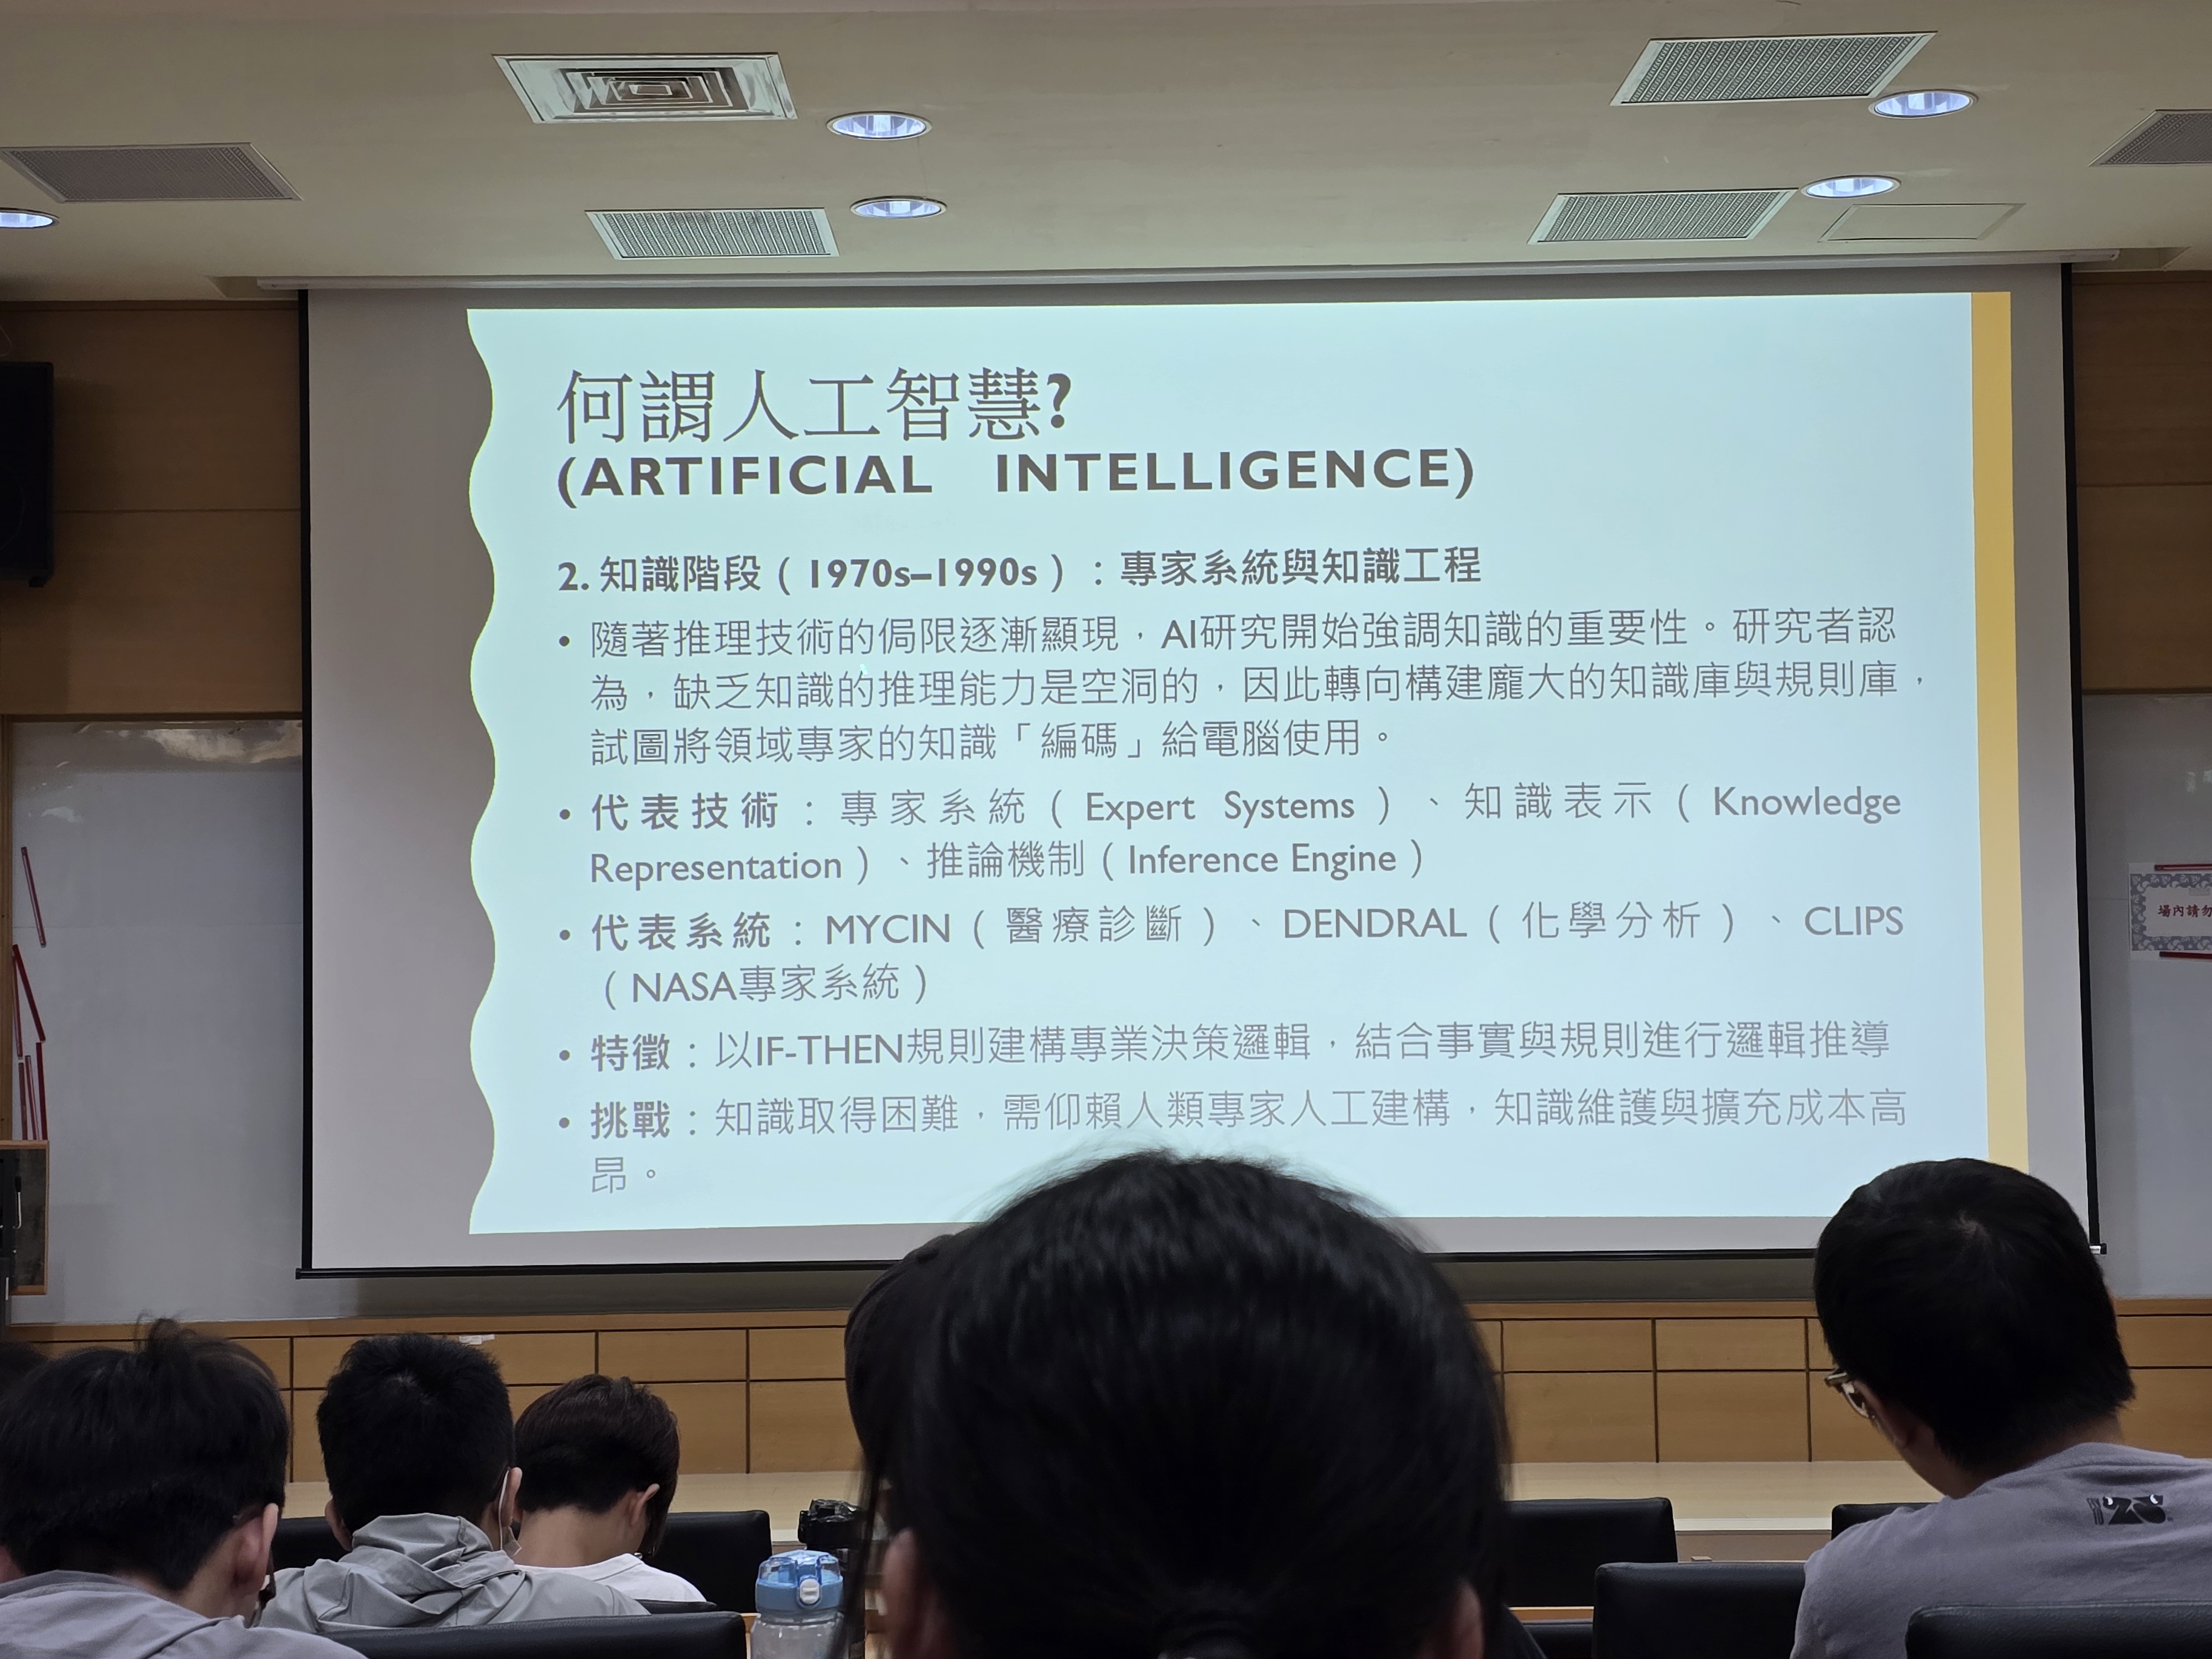 何謂人工智慧?
(ARTIFICIAL INTELLIGENCE)
2. 知識階段（1970s–1990s）：專家系統與知識工程
• 隨著推理技術的侷限逐漸顯現，AI研究開始強調知識的重要性。研究者認
為，缺乏知識的推理能力是空洞的，因此轉向構建龐大的知識庫與規則庫，
試圖將領域專家的知識「編碼」給電腦使用。
• 代表技術：專家系統（Expert Systems）、知識表示（Knowledge
Representation）、推論機制（Inference Engine）
• 代表系統：MYCIN（醫療診斷）、DENDRAL（化學分析）、CLIPS
（NASA專家系統）
• 特徵：以IF-THEN規則建構專業決策邏輯，結合事實與規則進行邏輯推導
• 挑戰：知識取得困難，需仰賴人類專家人工建構，知識維護與擴充成本高
昂。
場內請勿